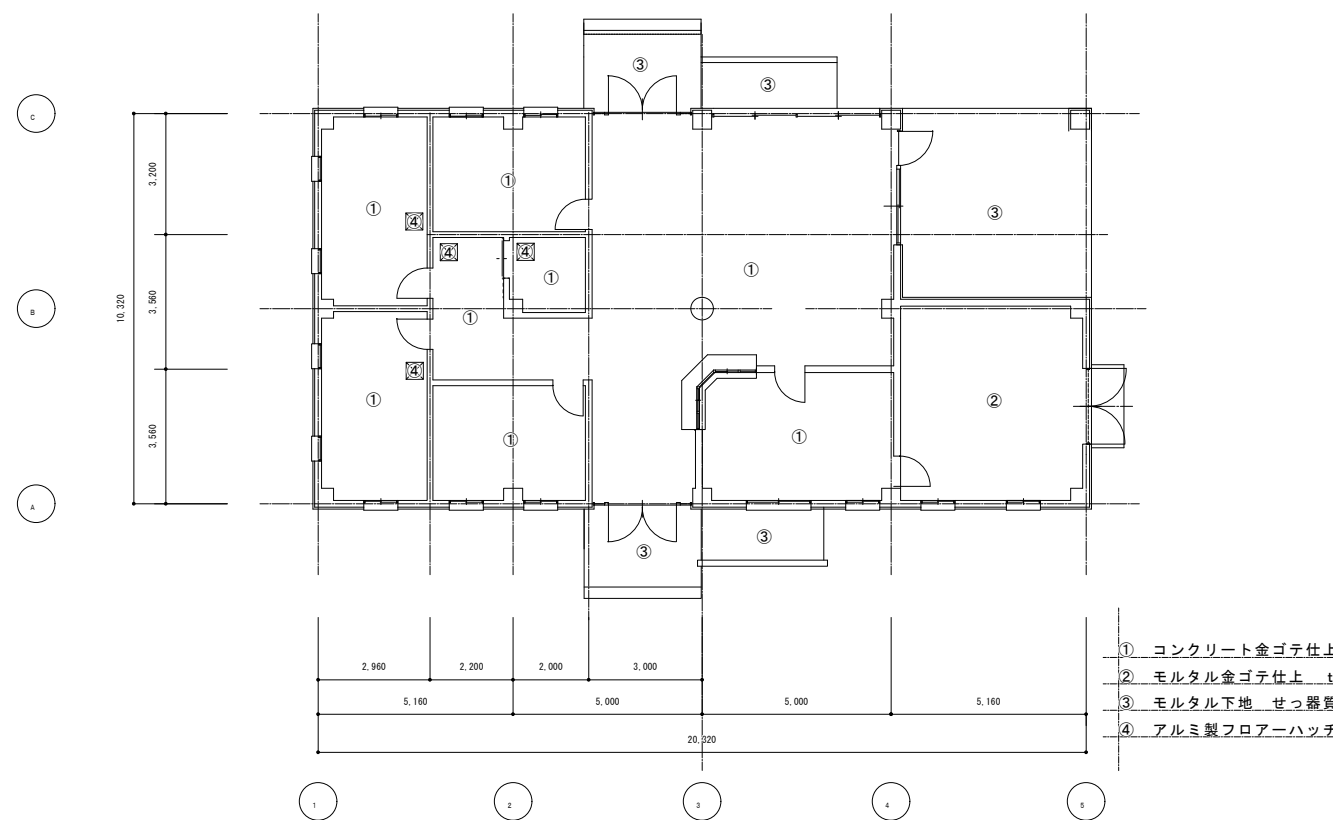 ③
③
C
3,200
①
①
④
③
④
④
①
①
10,320
3,560
B
①
④
①
②
3,560
①
①
A
③
③
2,960 2,200 2,000 3,000
5,160 5,000 5,000 5,160
20,320
① コンクリート金ゴテ仕上
② モルタル金ゴテ仕上 t
③ モルタル下地 せっ器質
④ アルミ製フロアーハッチ
1 2 3 4 5